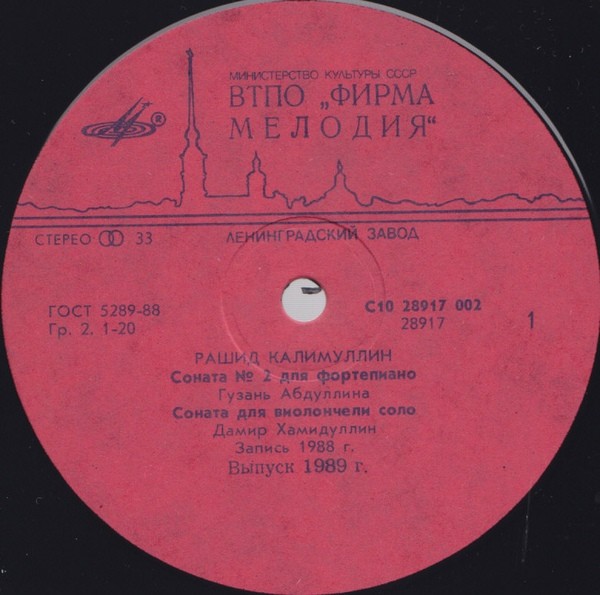 МИНИСТЕРСТВО КУЛЬТУРЫ СССР
ВТПО „ФИРМА
МЕЛОДИЯ“
®
СТЕРЕО 33
ЛЕНИНГРАДСКИЙ ЗАВОД
ГОСТ 5289-88
Гр. 2. 1-20
С10 28917 002
28917
1
РАШИД КАЛИМУЛЛИН
Соната № 2 для фортепиано
Гузань Абдуллина
Соната для виолончели соло
Дамир Хамидуллин
Запись 1988 г.
Выпуск 1989 г.